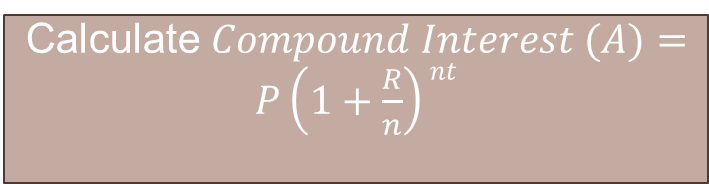 Calculate Compound Interest (A) =
P(1 + R/n)^nt